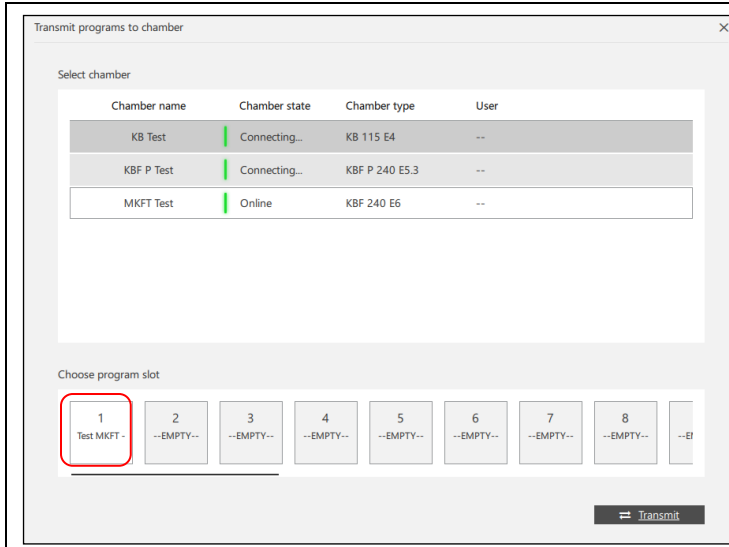 Transmit programs to chamber
Select chamber
Chamber name Chamber state Chamber type User
KB Test Connecting... KB 115 E4 --
KBF P Test Connecting... KBF P 240 E5.3 --
MKFT Test Online KBF 240 E6 --
Choose program slot
1 2 3 4 5 6 7 8
Test MKFT - --EMPTY-- --EMPTY-- --EMPTY-- --EMPTY-- --EMPTY-- --EMPTY-- --EMPTY--
Transmit